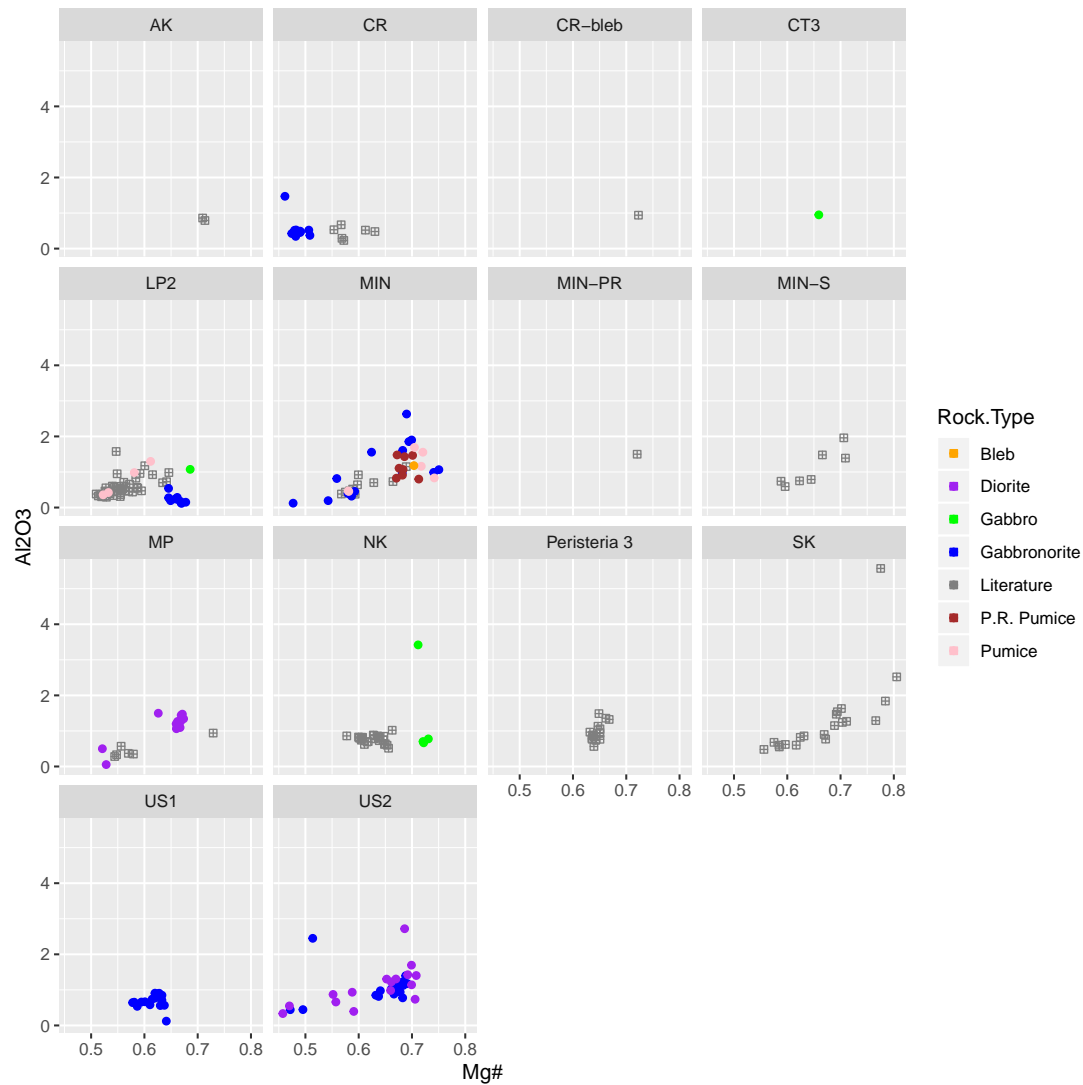 AK CR CR−bleb CT3
4
2
0
LP2 MIN MIN−PR MIN−S
4
2
0
MP NK Peristeria 3 SK
4
2
0
0.5 0.6 0.7 0.8 0.5 0.6 0.7 0.8
US1 US2
4
2
0
0.5 0.6 0.7 0.8 0.5 0.6 0.7 0.8
Mg#
Al2O3
Rock.Type
Bleb
Diorite
Gabbro
Gabbronorite
Literature
P.R. Pumice
Pumice